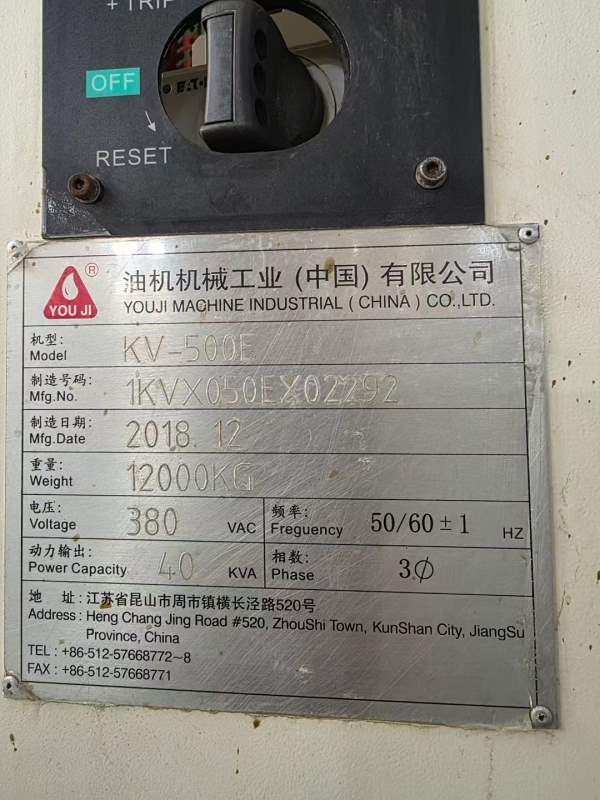 + TRIP
OFF
EAT
RESET
YOU JI ®
油机机械工业 (中国) 有限公司
YOUJI MACHINE INDUSTRIAL ( CHINA ) CO.,LTD.
机型: KV-500E
Model
制造号码: 1KVX050EX02292
Mfg.No.
制造日期: 2018.12
Mfg.Date
重量: 12000KG
Weight
电压: 380 VAC 频率: 50/60±1 HZ
Voltage Freguency
动力输出: 40 KVA 相数: 3Ø
Power Capacity Phase
地 址: 江苏省昆山市周市镇横长泾路520号
Address : Heng Chang Jing Road #520, ZhouShi Town, KunShan City, JiangSu
Province, China
TEL : +86-512-57668772~8
FAX : +86-512-57668771